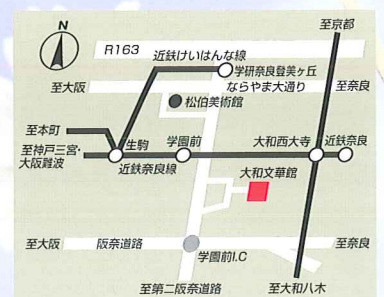 至京都
N
R163
近鉄けいはんな線
学研奈良登美ヶ丘
至大阪
ならやま大通り
至奈良
松伯美術館
至本町
生駒
学園前
大和西大寺
近鉄奈良
至神戸三宮・
大阪難波
近鉄奈良線
大和文華館
至大阪
阪奈道路
至奈良
学園前I.C
至第二阪奈道路
至大和八木